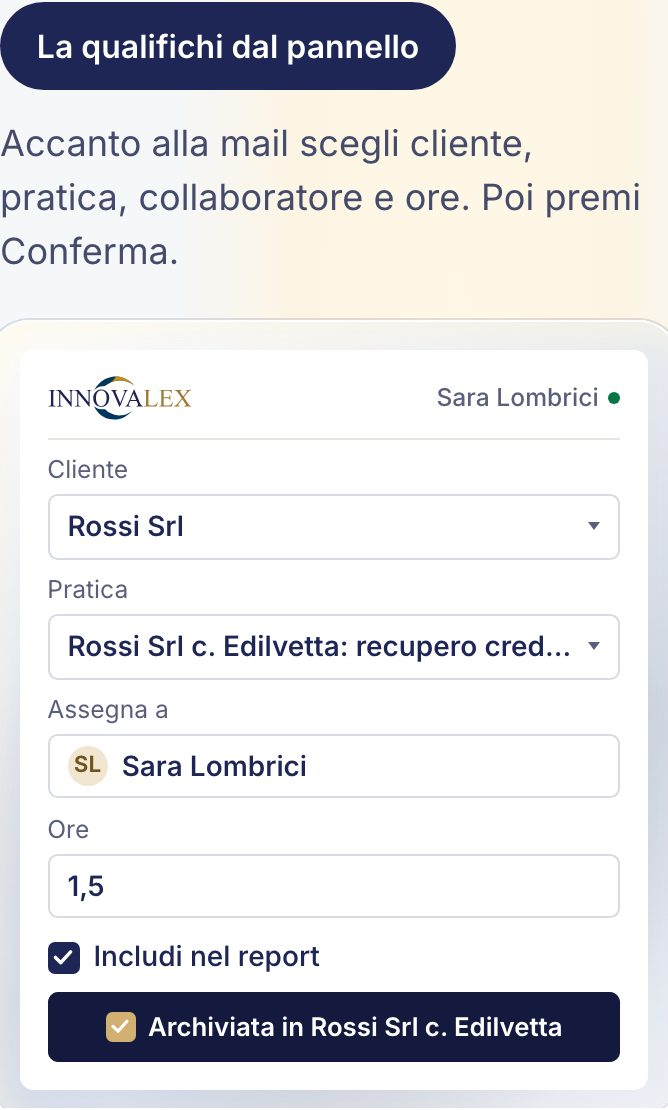 La qualifichi dal pannello
Accanto alla mail scegli cliente,
pratica, collaboratore e ore. Poi premi
Conferma.
INNOVALEX
Sara Lombrici
Cliente
Rossi Srl
Pratica
Rossi Srl c. Edilvetta: recupero cred...
Assegna a
SL Sara Lombrici
Ore
1,5
Includi nel report
Archiviata in Rossi Srl c. Edilvetta